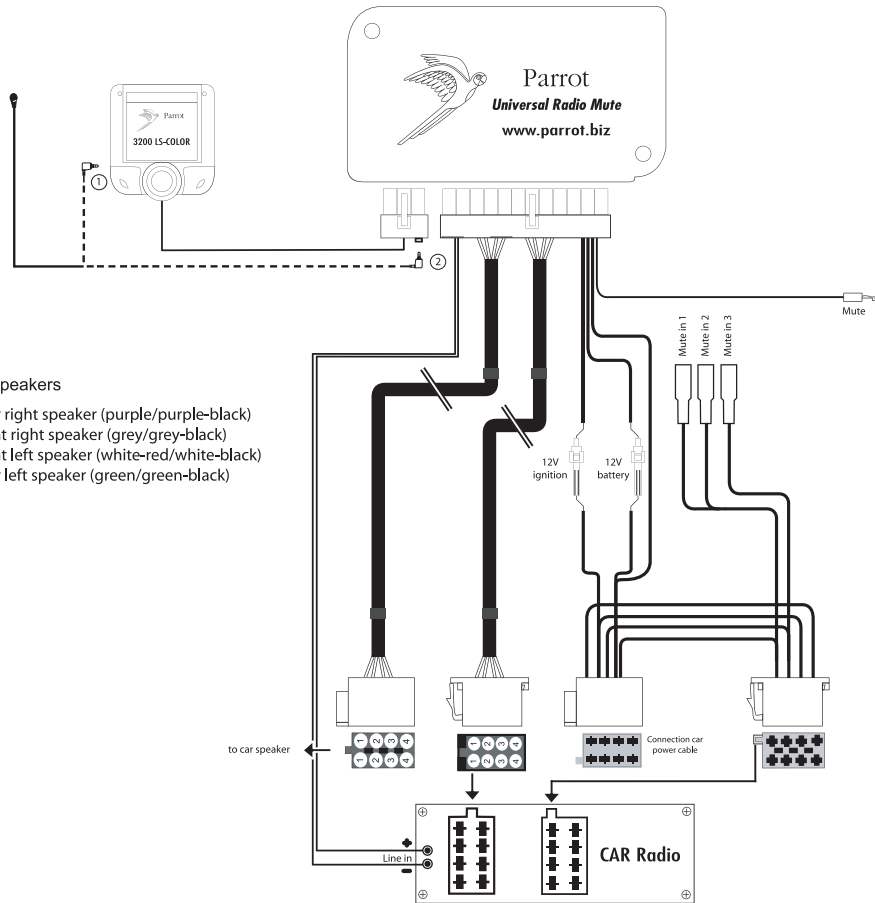 Parrot
Universal Radio Mute
www.parrot.biz
Parrot
3200 LS-COLOR
1
2
Mute
Mute in 1
Mute in 2
Mute in 3
peakers
right speaker (purple/purple-black)
right speaker (grey/grey-black)
left speaker (white-red/white-black)
left speaker (green/green-black)
12V
ignition
12V
battery
to car speaker
1 2 3 4
1 2 3 4
1 2 3 4
1 2 3 4
Connection car
power cable
+
Line in
-
CAR Radio